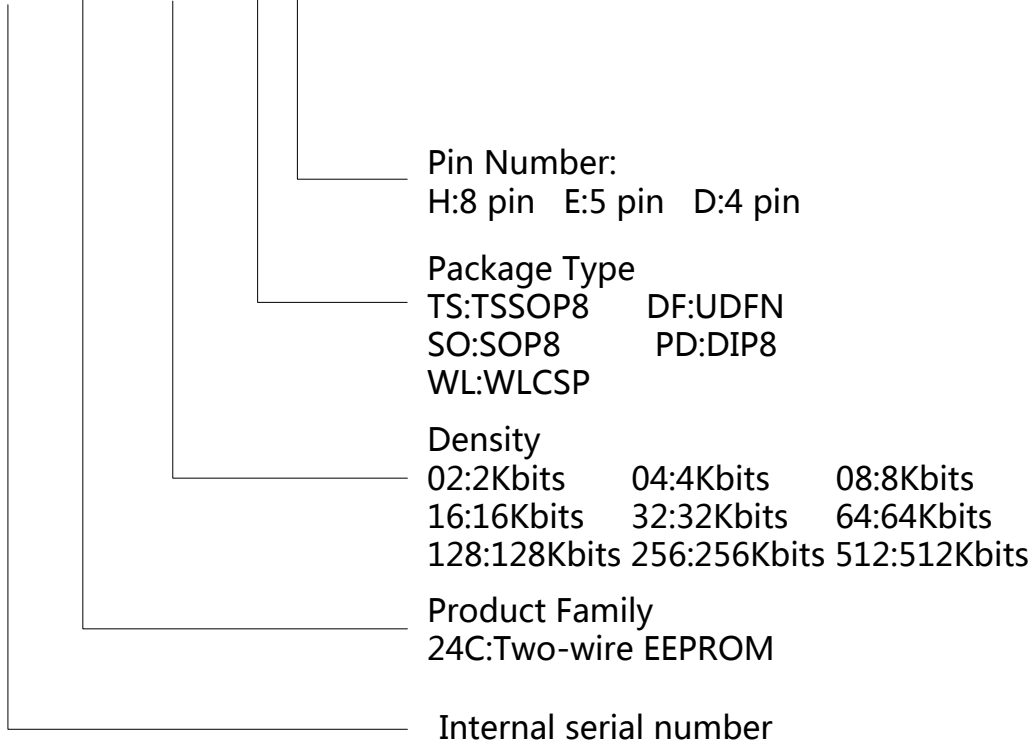 Pin Number:
H:8 pin E:5 pin D:4 pin
Package Type
TS:TSSOP8 DF:UDFN
SO:SOP8 PD:DIP8
WL:WLCSP
Density
02:2Kbits 04:4Kbits 08:8Kbits
16:16Kbits 32:32Kbits 64:64Kbits
128:128Kbits 256:256Kbits 512:512Kbits
Product Family
24C:Two-wire EEPROM
Internal serial number